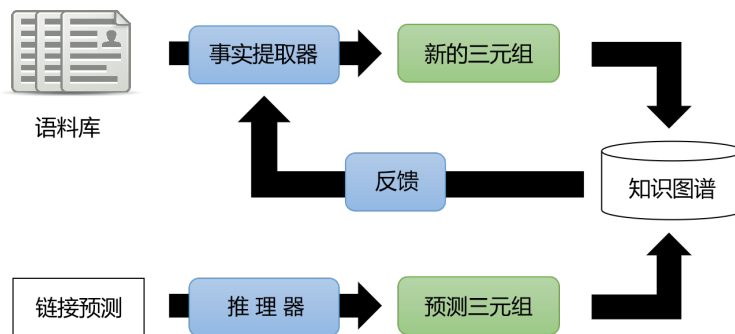 事实提取器
新的三元组
语料库
反馈
知识图谱
链接预测
推理器
预测三元组